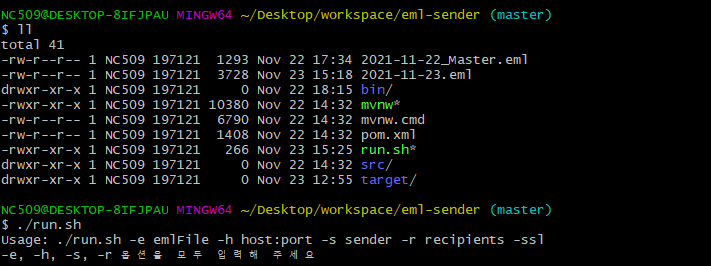 NC509@DESKTOP-8IFJPAU MINGW64 ~/Desktop/workspace/eml-sender (master)
$ ll
total 41
-rw-r--r-- 1 NC509 197121  1293 Nov 22 17:34 2021-11-22_Master.eml
-rw-r--r-- 1 NC509 197121  3728 Nov 23 15:18 2021-11-23.eml
drwxr-xr-x 1 NC509 197121     0 Nov 22 18:15 bin/
-rwxr-xr-x 1 NC509 197121 10380 Nov 22 14:32 mvnw*
-rw-r--r-- 1 NC509 197121  6790 Nov 22 14:32 mvnw.cmd
-rw-r--r-- 1 NC509 197121  1408 Nov 22 14:32 pom.xml
-rwxr-xr-x 1 NC509 197121   266 Nov 23 15:25 run.sh*
drwxr-xr-x 1 NC509 197121     0 Nov 22 14:32 src/
drwxr-xr-x 1 NC509 197121     0 Nov 23 12:55 target/
NC509@DESKTOP-8IFJPAU MINGW64 ~/Desktop/workspace/eml-sender (master)
$ ./run.sh
Usage: ./run.sh -e emlFile -h host:port -s sender -r recipients -ssl
-e, -h, -s, -r 옵션을 모두 입력해 주세요